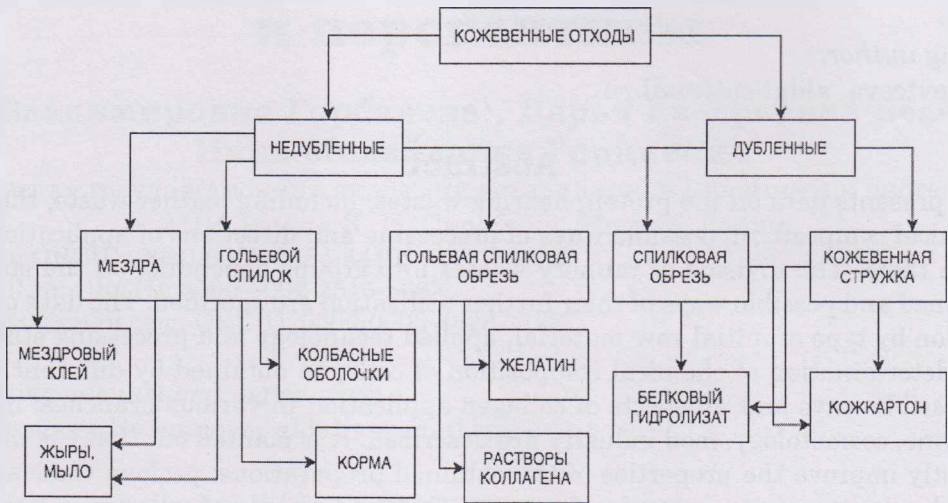 КОЖЕВЕННЫЕ ОТХОДЫ
НЕДУБЛЕННЫЕ
ДУБЛЕННЫЕ
МЕЗДРА
ГОЛЬЕВОЙ
СПИЛОК
ГОЛЬЕВАЯ СПИЛКОВАЯ
ОБРЕЗЬ
СПИЛКОВАЯ
ОБРЕЗЬ
КОЖЕВЕННАЯ
СТРУЖКА
МЕЗДРОВЫЙ
КЛЕЙ
КОЛБАСНЫЕ
ОБОЛОЧКИ
ЖЕЛАТИН
БЕЛКОВЫЙ
ГИДРОЛИЗАТ
КОЖКАРТОН
ЖИРЫ,
МЫЛО
КОРМА
РАСТВОРЫ
КОЛЛАГЕНА